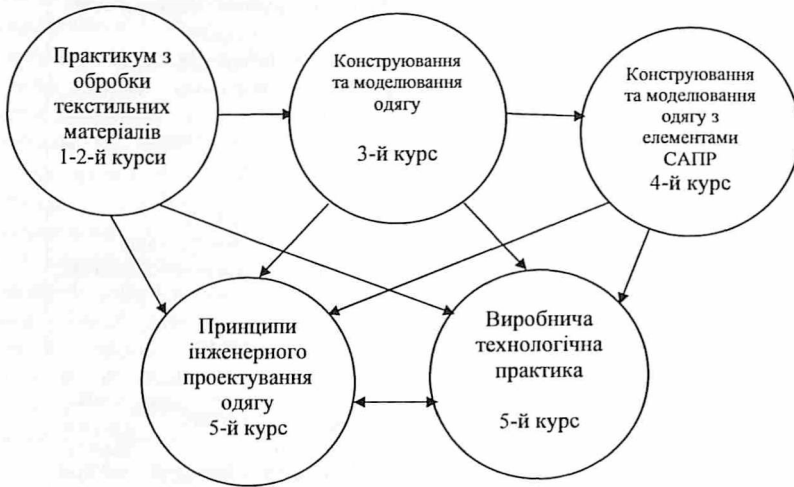 Практикум з
обробки
текстильних
матеріалів
1-2-й курси
Конструювання
та моделювання
одягу
3-й курс
Конструювання
та моделювання
одягу з
елементами
САПР
4-й курс
Принципи
інженерного
проектування
одягу
5-й курс
Виробнича
технологічна
практика
5-й курс